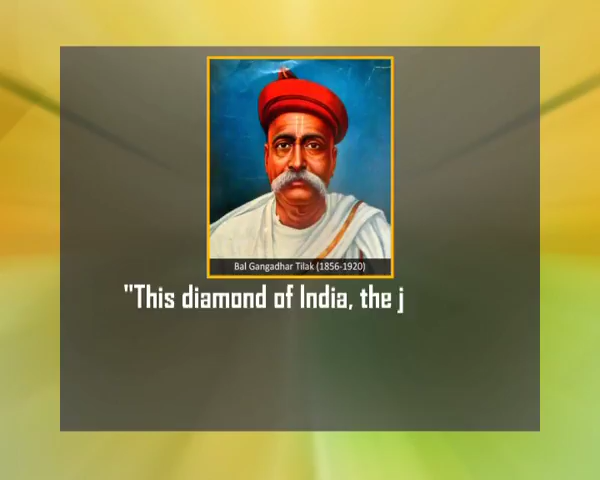 Bal Gangadhar Tilak (1856-1920)
"This diamond of India, the j